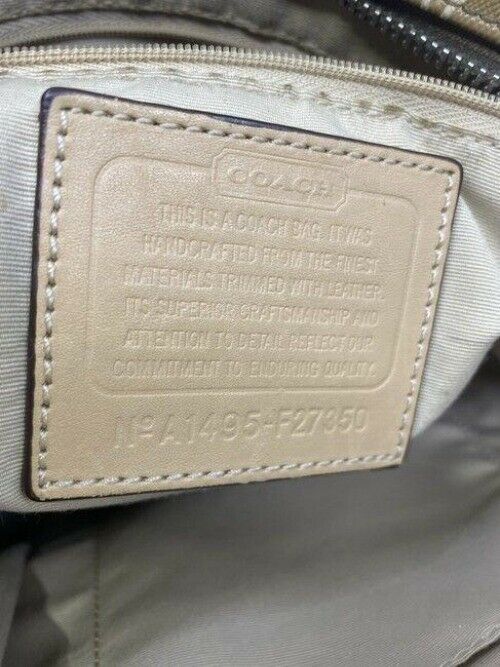 COACH
THIS IS A COACH BAG. IT WAS
HANDCRAFTED FROM THE FINEST
MATERIALS TRIMMED WITH LEATHER.
ITS SUPERIOR CRAFTSMANSHIP AND
ATTENTION TO DETAIL REFLECT OUR
COMMITMENT TO ENDURING QUALITY.
Nº A1495-F27350